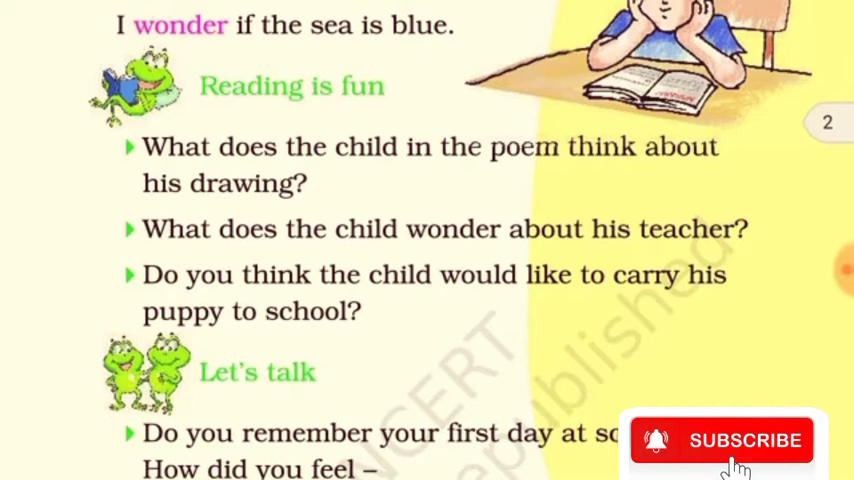 I wonder if the sea is blue.
Reading is fun
2
What does the child in the poem think about
his drawing?
What does the child wonder about his teacher?
Do you think the child would like to carry his
puppy to school?
Let's talk
Do you remember your first day at
How did you feel –
NCERT
republished
SUBSCRIBE